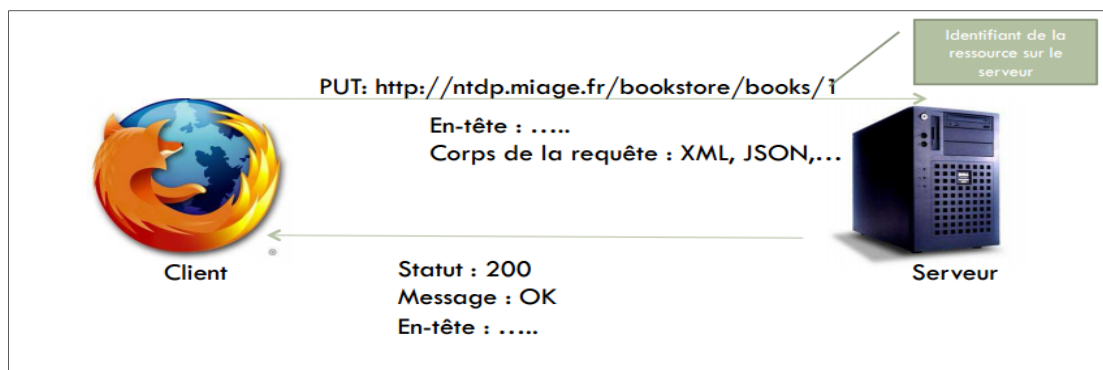 Identifiant de la
ressource sur le
serveur
PUT: http://ntdp.miage.fr/bookstore/books/1
En-tête : …..
Corps de la requête : XML, JSON,…
®
Client
Serveur
Statut : 200
Message : OK
En-tête : …..